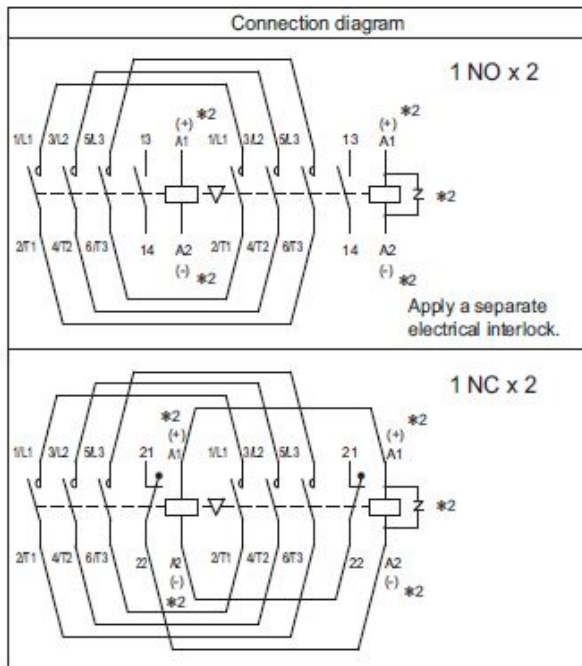 Connection diagram
1 NO x 2
✻2
(+)
1/L1 3/L2 5/L3 13 A1 1/L1 3/L2 5/L3 13
✻2
(+)
A1
✻2
2/T1 4/T2 6/T3 14 A2 2/T1 4/T2 6/T3 14 A2
(-) ✻2
(-) ✻2
Apply a separate
electrical interlock.
1 NC x 2
✻2
(+)
1/L1 3/L2 5/L3 21 A1 1/L1 3/L2 5/L3 21
✻2
(+)
A1
✻2
2/T1 4/T2 6/T3 22 A2 2/T1 4/T2 6/T3 22 A2
(-)
✻2
(-) ✻2